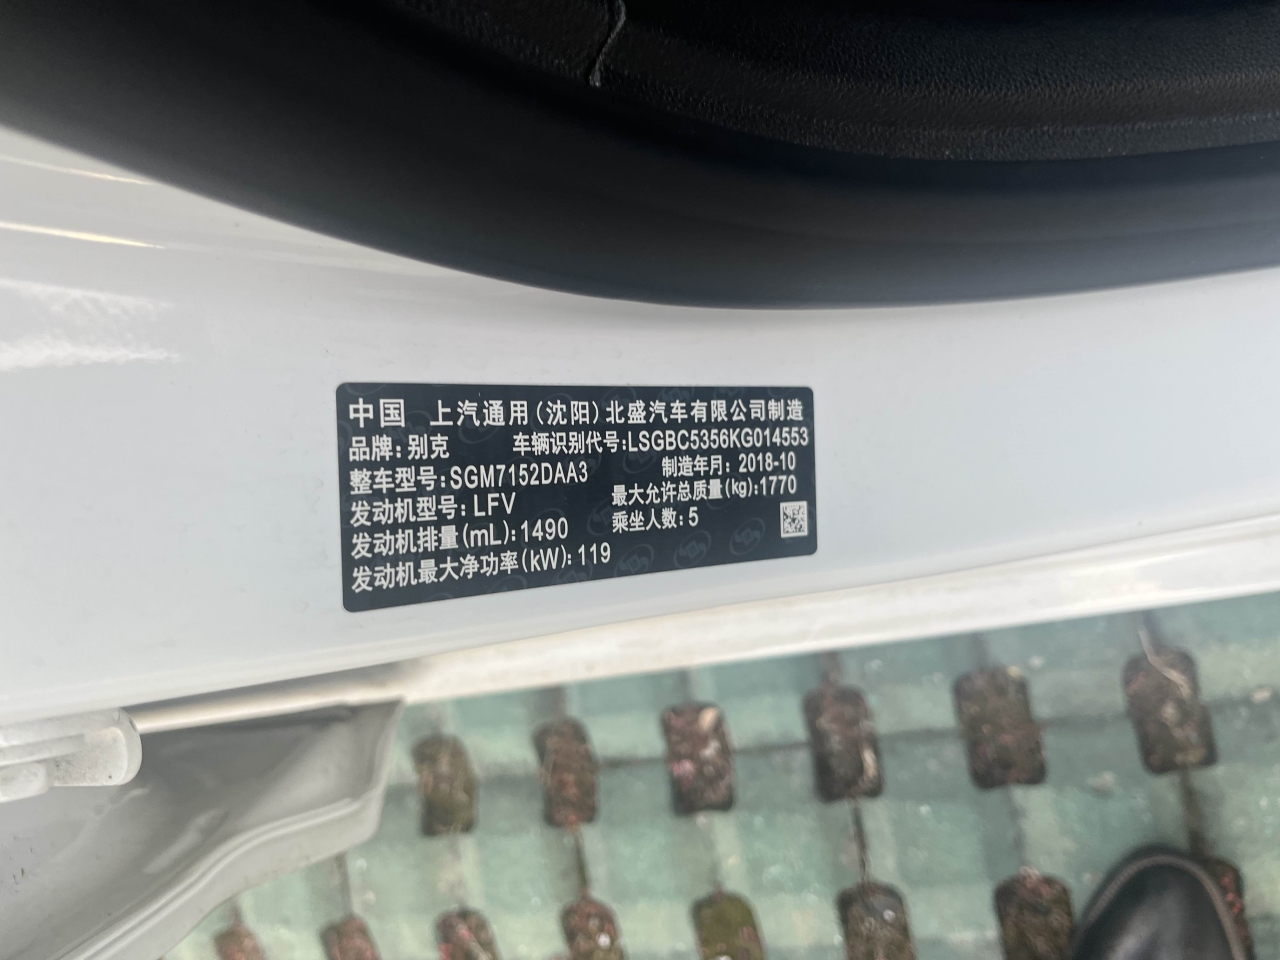 中国 上汽通用(沈阳)北盛汽车有限公司制造
品牌:别克 车辆识别代号:LSGBC5356KG014553
整车型号:SGM7152DAA3 制造年月:2018-10
发动机型号:LFV 最大允许总质量(kg):1770
发动机排量(mL):1490 乘坐人数:5
发动机最大净功率(kW):119